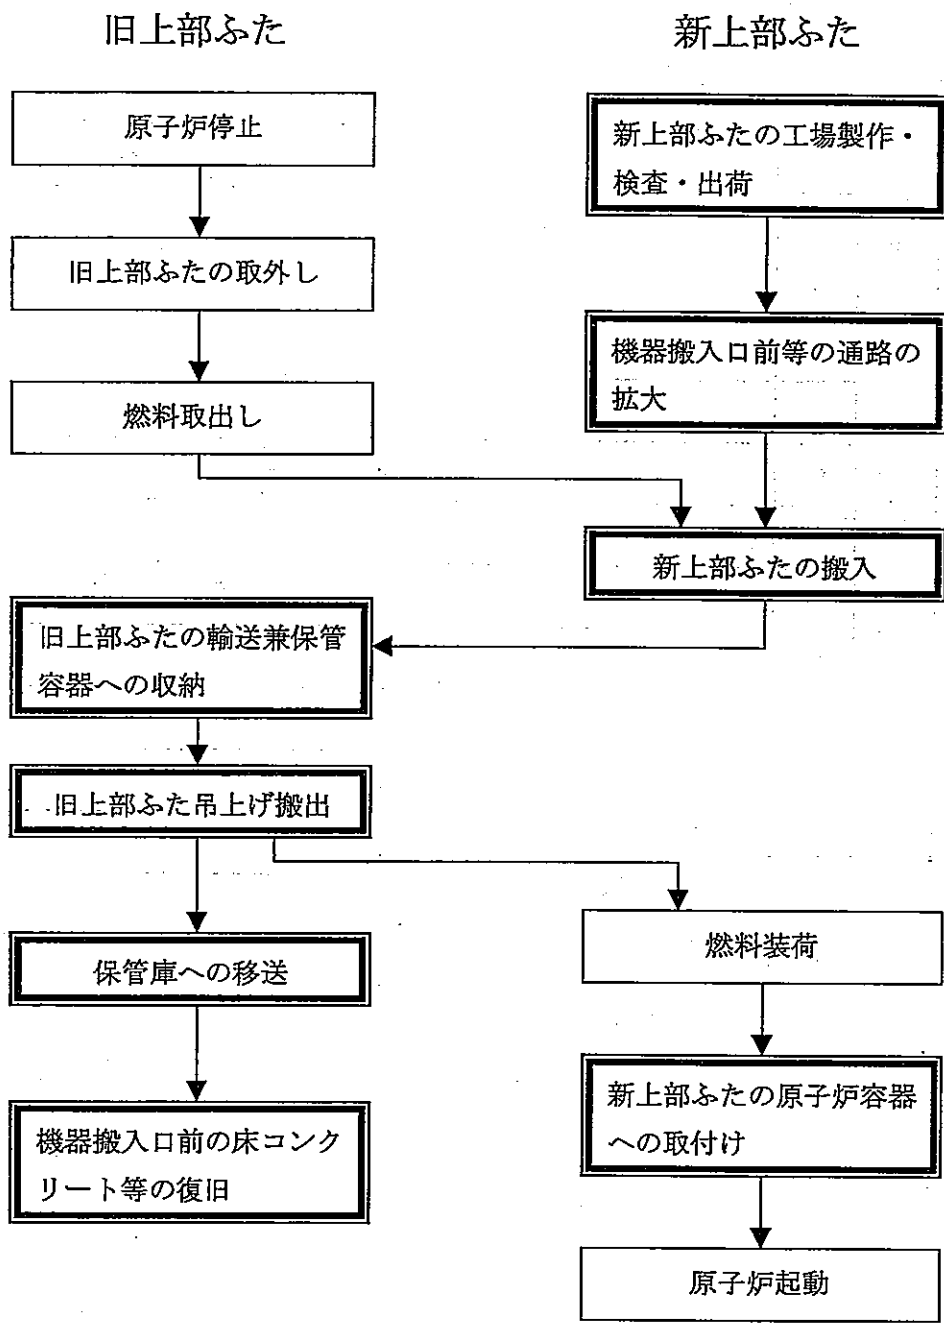 旧上部ふた
新上部ふた
原子炉停止
旧上部ふたの取外し
燃料取出し
新上部ふたの工場製作・
検査・出荷
機器搬入口前等の通路の
拡大
新上部ふたの搬入
旧上部ふたの輸送兼保管
容器への収納
旧上部ふた吊上げ搬出
保管庫への移送
機器搬入口前の床コンク
リート等の復旧
燃料装荷
新上部ふたの原子炉容器
への取付け
原子炉起動